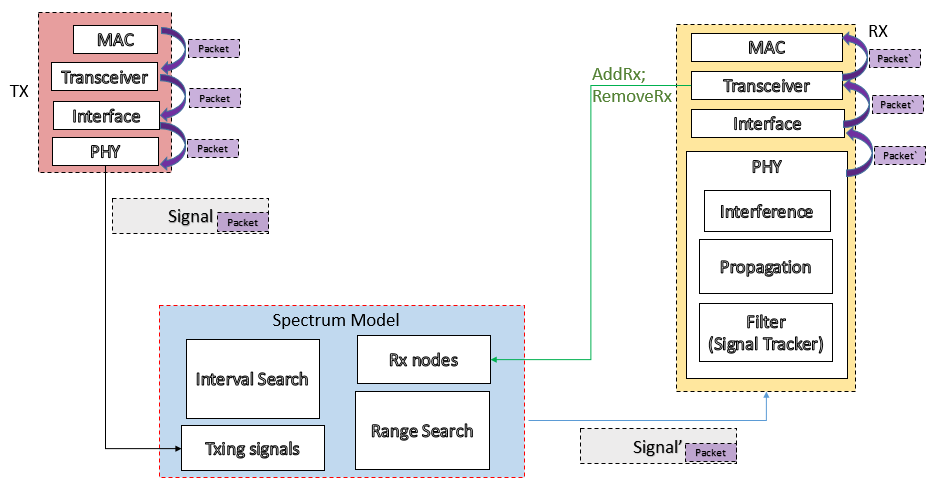 TX
MAC
Packet
Transceiver
Packet
Interface
Packet
PHY
Signal
Packet
RX
MAC
Packet`
Transceiver
Packet`
Interface
Packet`
PHY
Interference
Propagation
Filter
(Signal Tracker)
AddRx;
RemoveRx
Spectrum Model
Interval Search
Rx nodes
Txing signals
Range Search
Signal’
Packet